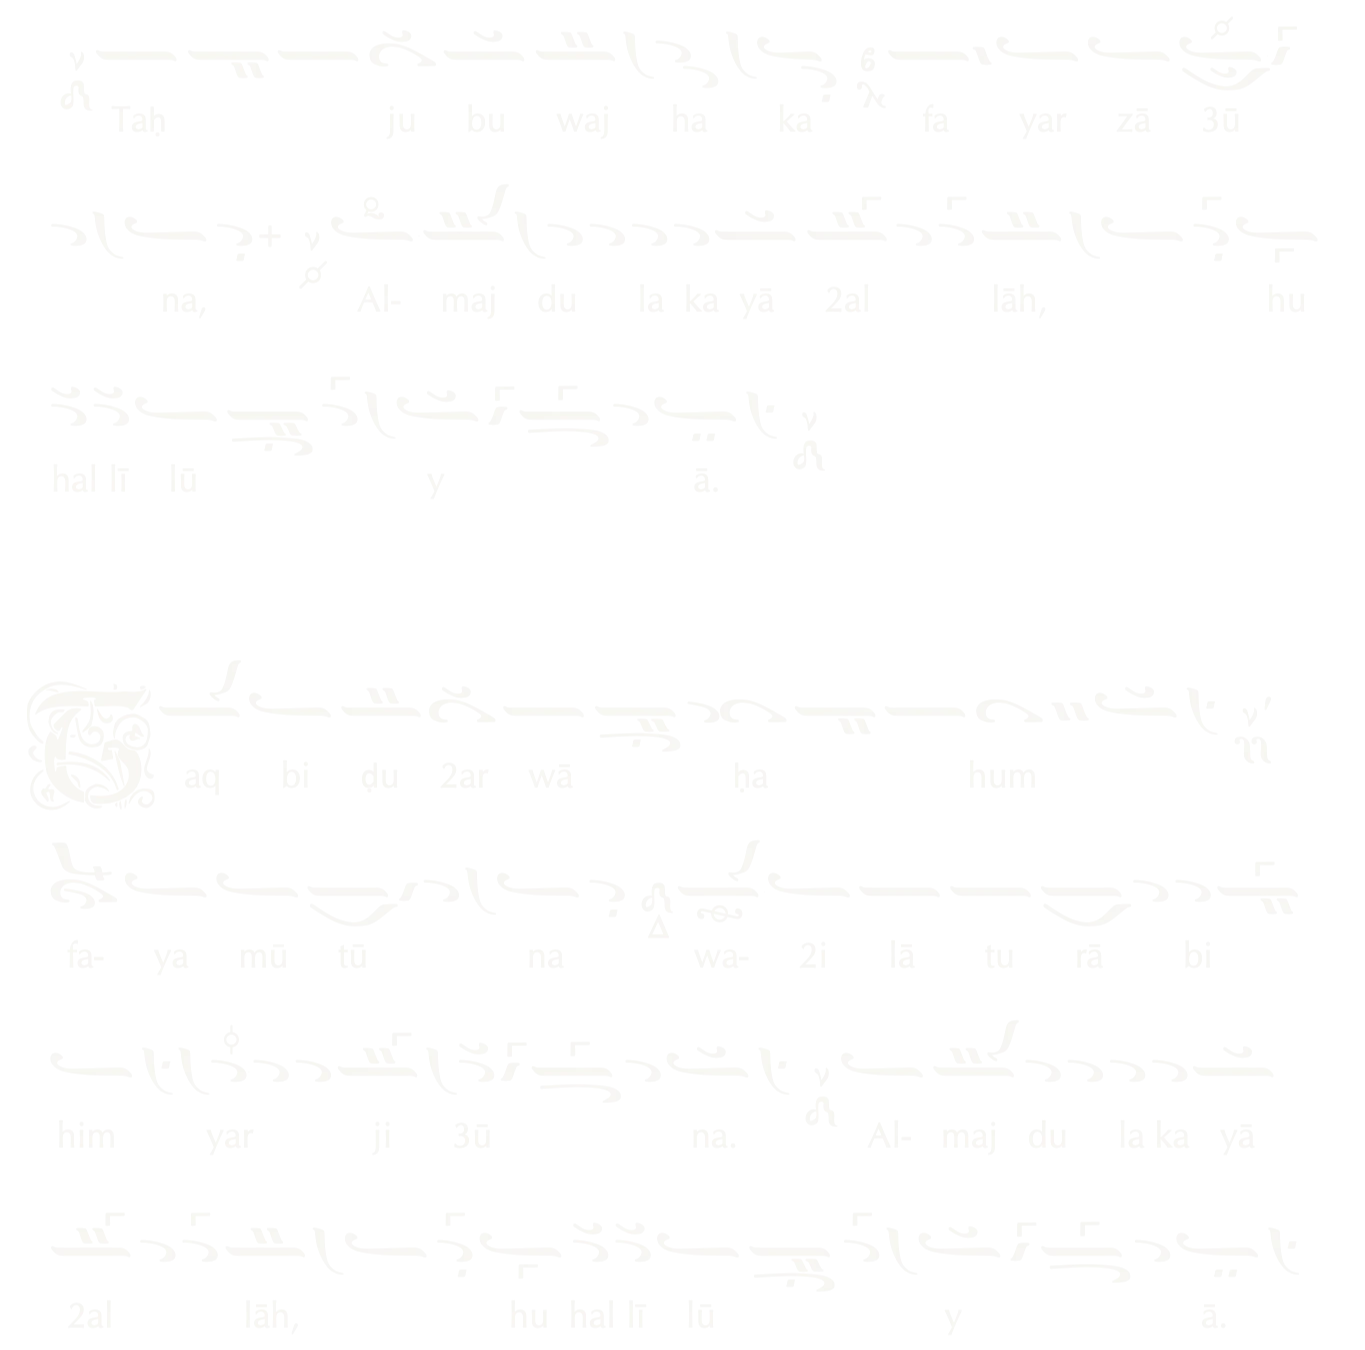 Taḥ ju bu waj ha ka fa yar zā 3ū
na, Al- maj du la ka yā 2al lāh, hu
hal lī lū y ā.
T aq bi ḍu 2ar wā ḥa hum
fa- ya mū tū na wa- 2i lā tu rā bi
him yar ji 3ū na. Al- maj du la ka yā
2al lāh, hu hal lī lū y ā.